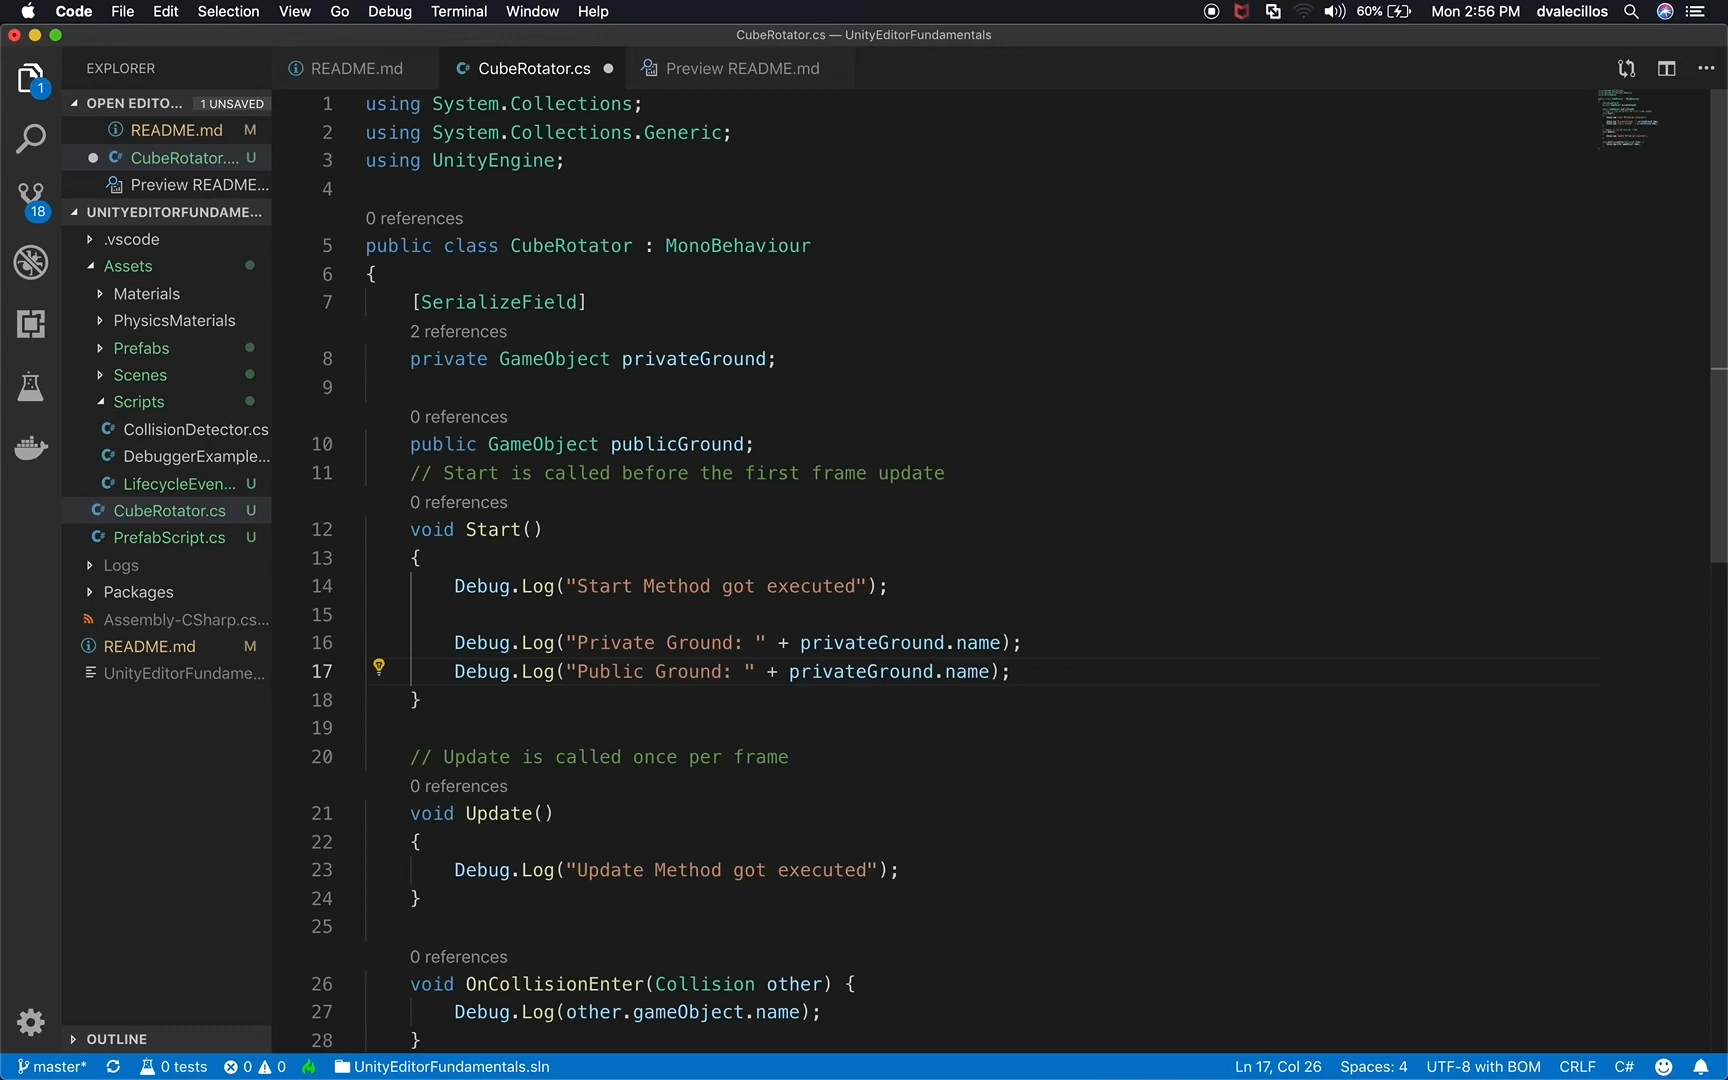 Code File Edit Selection View Go Debug Terminal Window Help 60% Mon 2:56 PM dvalecillos
CubeRotator.cs — UnityEditorFundamentals
EXPLORER
README.md CubeRotator.cs Preview README.md
1
OPEN EDITO... 1 UNSAVED
README.md M
CubeRotator.... U
Preview README...
18
UNITYEDITORFUNDAME...
.vscode
Assets
Materials
PhysicsMaterials
Prefabs
Scenes
Scripts
CollisionDetector.cs
DebuggerExample...
LifecycleEven... U
CubeRotator.cs U
PrefabScript.cs U
Logs
Packages
Assembly-CSharp.cs...
README.md M
UnityEditorFundame...
OUTLINE
1 using System.Collections;
2 using System.Collections.Generic;
3 using UnityEngine;
4
0 references
5 public class CubeRotator : MonoBehaviour
6 {
7 [SerializeField]
2 references
8 private GameObject privateGround;
9
0 references
10 public GameObject publicGround;
11 // Start is called before the first frame update
0 references
12 void Start()
13 {
14 Debug.Log("Start Method got executed");
15
16 Debug.Log("Private Ground: " + privateGround.name);
17 Debug.Log("Public Ground: " + privateGround.name);
18 }
19
20 // Update is called once per frame
0 references
21 void Update()
22 {
23 Debug.Log("Update Method got executed");
24 }
25
0 references
26 void OnCollisionEnter(Collision other) {
27 Debug.Log(other.gameObject.name);
28 }
master* 0 tests 0 0 UnityEditorFundamentals.sln Ln 17, Col 26 Spaces: 4 UTF-8 with BOM CRLF C#